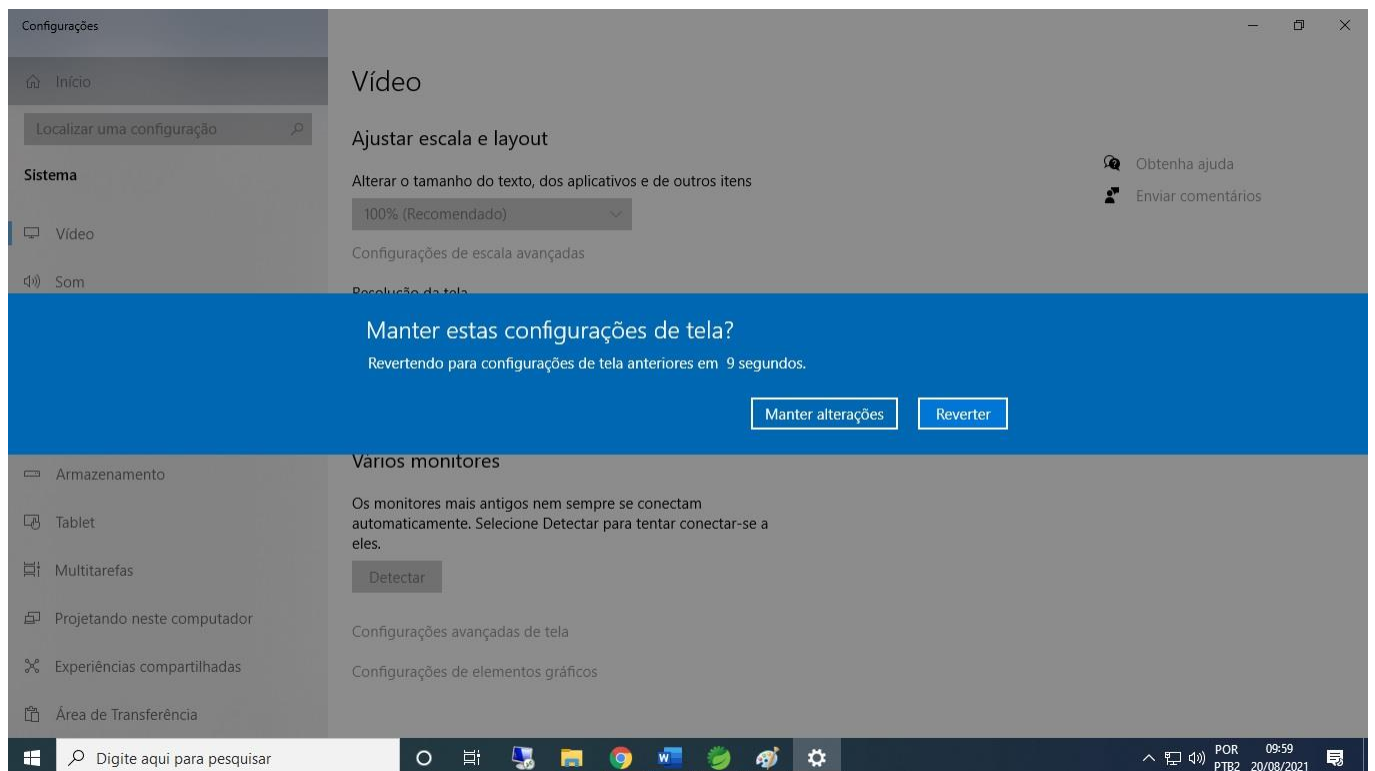 Configurações
Início
Localizar uma configuração
Sistema
Vídeo
Som
Vídeo
Ajustar escala e layout
Alterar o tamanho do texto, dos aplicativos e de outros itens
100% (Recomendado)
Configurações de escala avançadas
Resolução da tela
Obtenha ajuda
Enviar comentários
Manter estas configurações de tela?
Revertendo para configurações de tela anteriores em 9 segundos.
Manter alterações
Reverter
Armazenamento
Tablet
Multitarefas
Projetando neste computador
Experiências compartilhadas
Área de Transferência
Vários monitores
Os monitores mais antigos nem sempre se conectam
automaticamente. Selecione Detectar para tentar conectar-se a
eles.
Detectar
Configurações avançadas de tela
Configurações de elementos gráficos
Digite aqui para pesquisar
W
POR
PTB2
09:59
20/08/2021